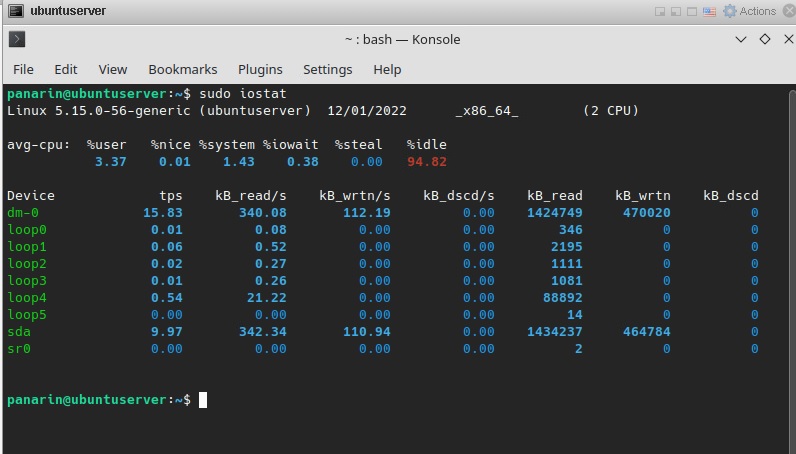 ubuntuserver
Actions
~ : bash — Konsole
File Edit View Bookmarks Plugins Settings Help
panarin@ubuntuserver:~$ sudo iostat
Linux 5.15.0-56-generic (ubuntuserver) 12/01/2022 _x86_64_ (2 CPU)
avg-cpu: %user %nice %system %iowait %steal %idle
3.37 0.01 1.43 0.38 0.00 94.82
Device tps kB_read/s kB_wrtn/s kB_dscd/s kB_read kB_wrtn kB_dscd
dm-0 15.83 340.08 112.19 0.00 1424749 470020 0
loop0 0.01 0.08 0.00 0.00 346 0 0
loop1 0.06 0.52 0.00 0.00 2195 0 0
loop2 0.02 0.27 0.00 0.00 1111 0 0
loop3 0.01 0.26 0.00 0.00 1081 0 0
loop4 0.54 21.22 0.00 0.00 88892 0 0
loop5 0.00 0.00 0.00 0.00 14 0 0
sda 9.97 342.34 110.94 0.00 1434237 464784 0
sr0 0.00 0.00 0.00 0.00 2 0 0
panarin@ubuntuserver:~$